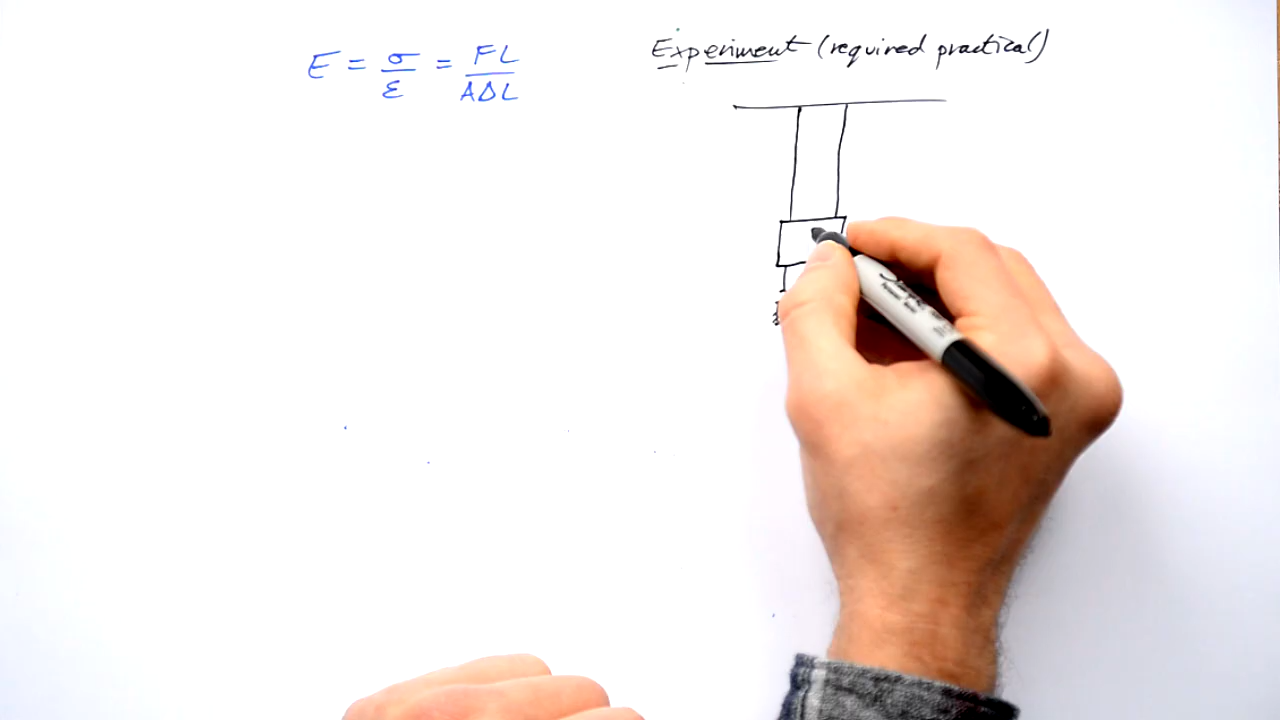 E = σ/ε = FL/AΔL
Experiment (required practical)